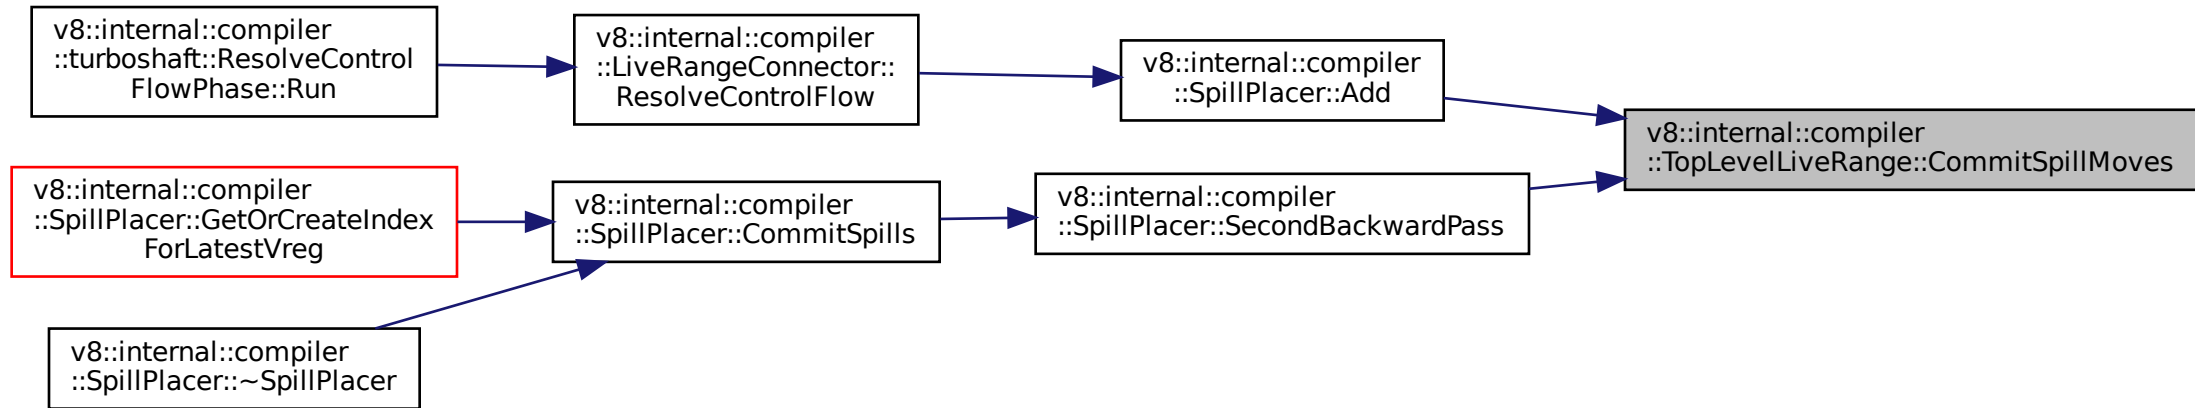 v8::internal::compiler
::turboshaft::ResolveControl
FlowPhase::Run
v8::internal::compiler
::LiveRangeConnector::
ResolveControlFlow
v8::internal::compiler
::SpillPlacer::Add
v8::internal::compiler
::TopLevelLiveRange::CommitSpillMoves
v8::internal::compiler
::SpillPlacer::GetOrCreateIndex
ForLatestVreg
v8::internal::compiler
::SpillPlacer::CommitSpills
v8::internal::compiler
::SpillPlacer::SecondBackwardPass
v8::internal::compiler
::SpillPlacer::~SpillPlacer